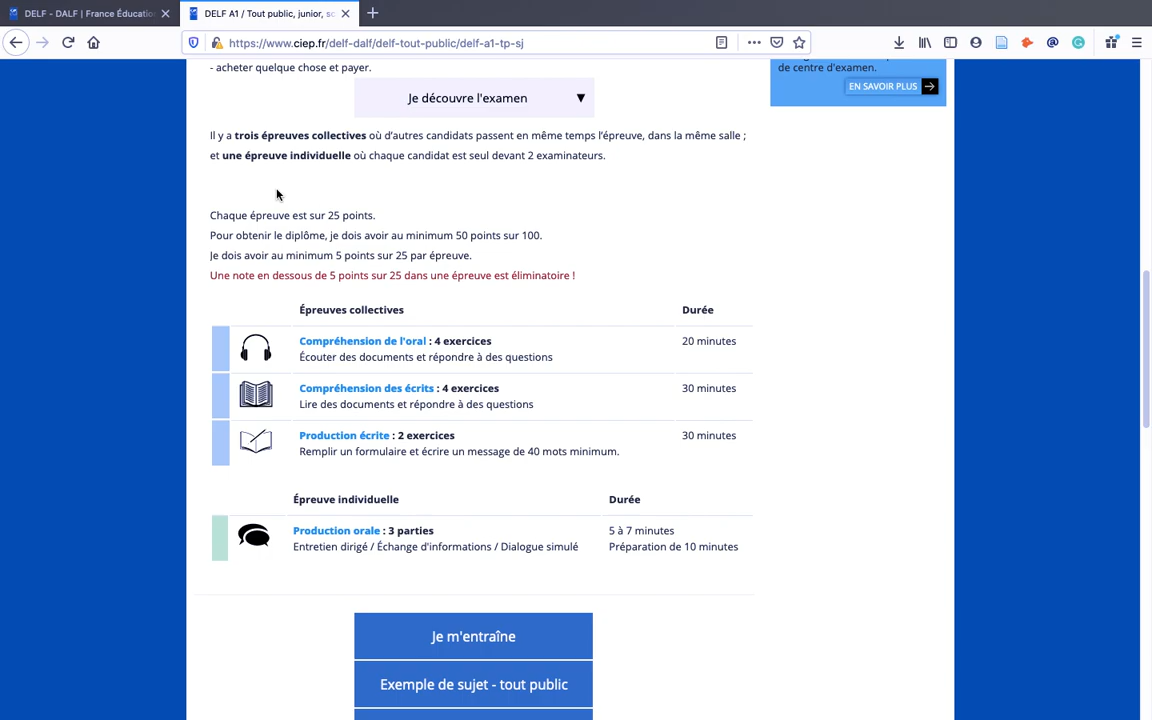 DELF - DALF | France Éducatio
DELF A1 / Tout public, junior, sc
https://www.ciep.fr/delf-dalf/delf-tout-public/delf-a1-tp-sj
- acheter quelque chose et payer.
de centre d'examen.
EN SAVOIR PLUS
Je découvre l'examen
Il y a trois épreuves collectives où d’autres candidats passent en même temps l’épreuve, dans la même salle ;
et une épreuve individuelle où chaque candidat est seul devant 2 examinateurs.
Chaque épreuve est sur 25 points.
Pour obtenir le diplôme, je dois avoir au minimum 50 points sur 100.
Je dois avoir au minimum 5 points sur 25 par épreuve.
Une note en dessous de 5 points sur 25 dans une épreuve est éliminatoire !
Épreuves collectives Durée
Compréhension de l'oral : 4 exercices 20 minutes
Écouter des documents et répondre à des questions
Compréhension des écrits : 4 exercices 30 minutes
Lire des documents et répondre à des questions
Production écrite : 2 exercices 30 minutes
Remplir un formulaire et écrire un message de 40 mots minimum.
Épreuve individuelle Durée
Production orale : 3 parties 5 à 7 minutes
Entretien dirigé / Échange d'informations / Dialogue simulé Préparation de 10 minutes
Je m'entraîne
Exemple de sujet - tout public